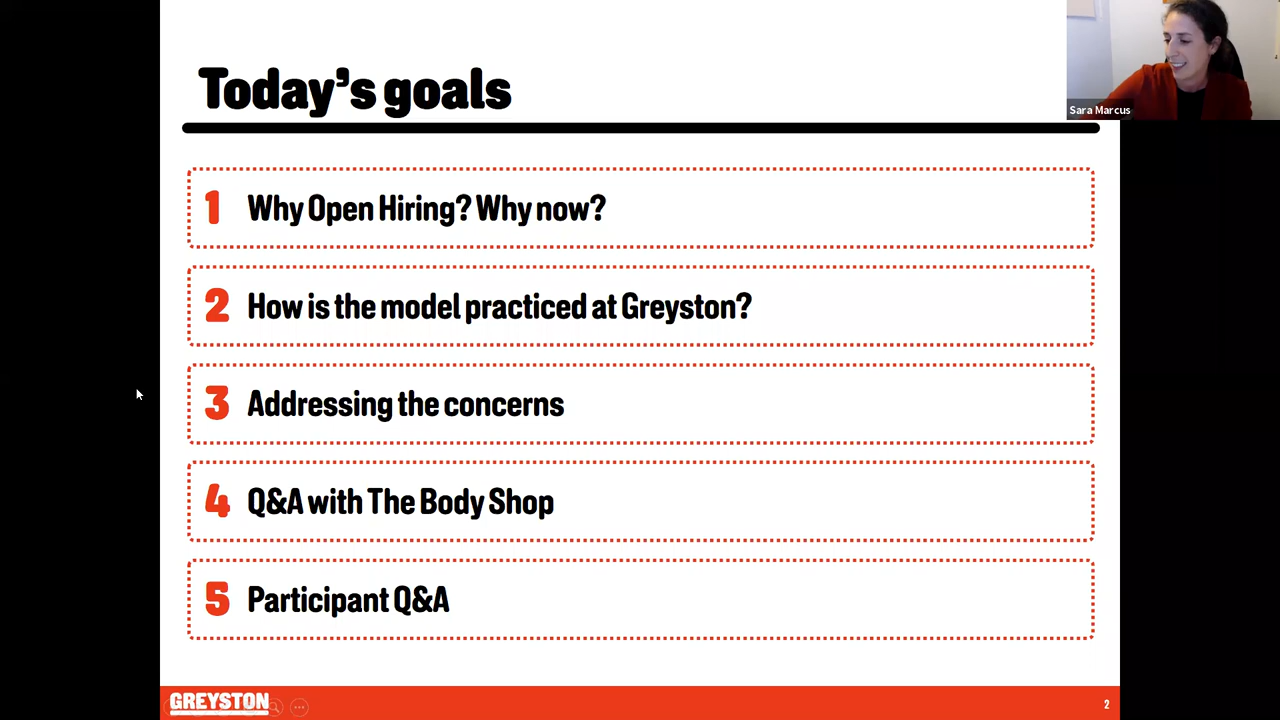 Today's goals
Sara Marcus
1 Why Open Hiring? Why now?
2 How is the model practiced at Greyston?
3 Addressing the concerns
4 Q&A with The Body Shop
5 Participant Q&A
GREYSTON
2